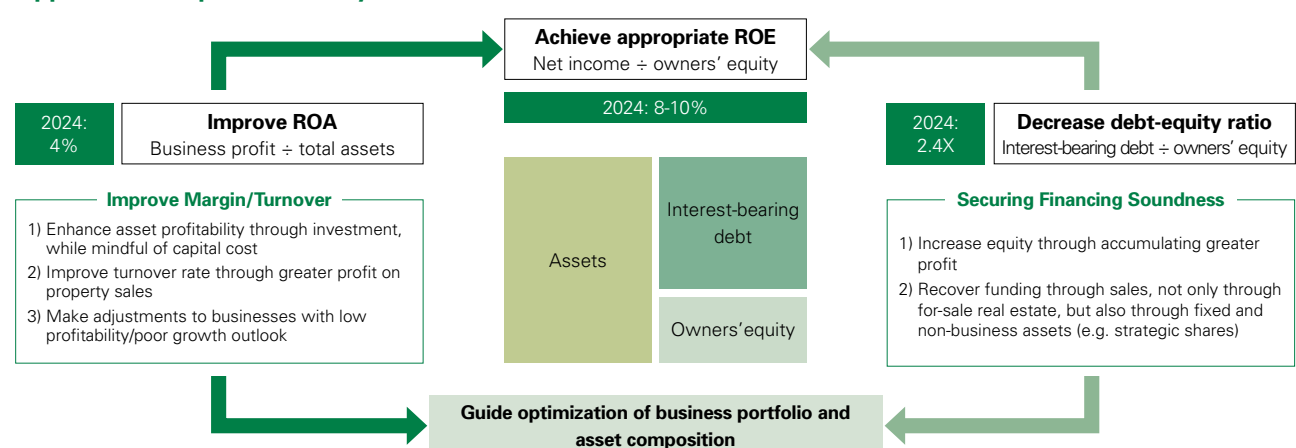 Achieve appropriate ROE
Net income ÷ owners' equity
2024: 8-10%
2024:
4%
Improve ROA
Business profit ÷ total assets
Improve Margin/Turnover
1) Enhance asset profitability through investment,
while mindful of capital cost
2) Improve turnover rate through greater profit on
property sales
3) Make adjustments to businesses with low
profitability/poor growth outlook
Assets
Interest-bearing
debt
Owners' equity
2024:
2.4X
Decrease debt-equity ratio
Interest-bearing debt ÷ owners' equity
Securing Financing Soundness
1) Increase equity through accumulating greater
profit
2) Recover funding through sales, not only through
for-sale real estate, but also through fixed and
non-business assets (e.g. strategic shares)
Guide optimization of business portfolio and
asset composition